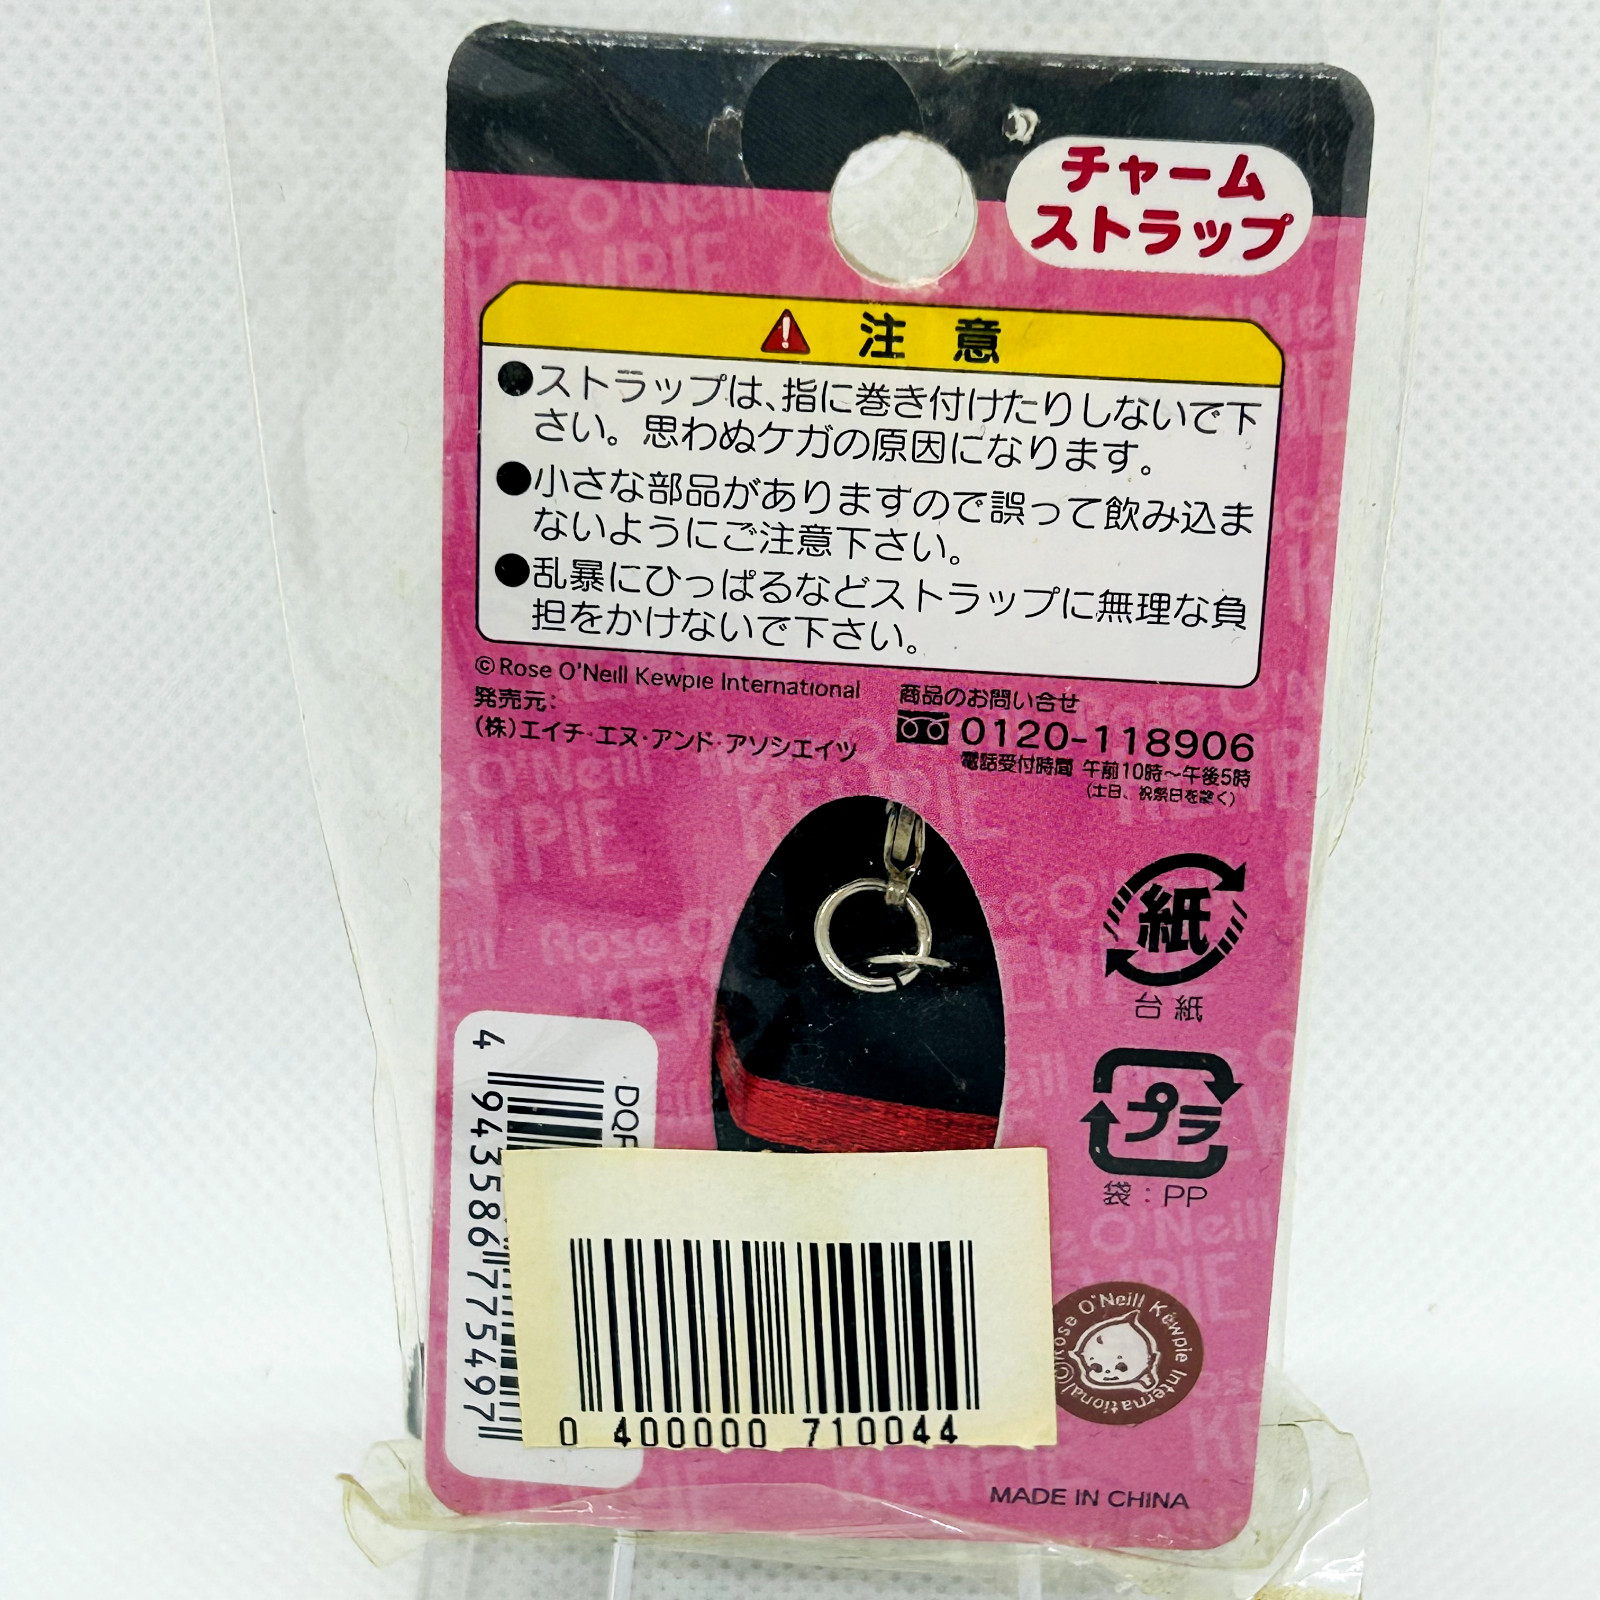 チャーム
ストラップ
注 意
●ストラップは、指に巻き付けたりしないで下
さい。思わぬケガの原因になります。
●小さな部品がありますので誤って飲み込ま
ないようにご注意下さい。
●乱暴にひっぱるなどストラップに無理な負
担をかけないで下さい。
©Rose O'Neill Kewpie International
発売元:
(株)エイチ・エヌ・アンド・アソシエイツ
商品のお問い合せ
0120-118906
電話受付時間 午前10時～午後5時
(土日、祝祭日を除く)
紙
台紙
プラ
袋:PP
DQF
4 943586 775497
0 400000 710044
©Rose O'Neill Kewpie International
MADE IN CHINA